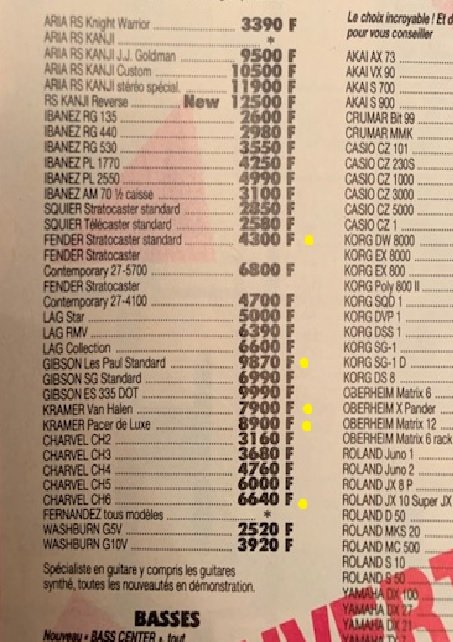 ARIA RS Knight Warrior 3390 F
ARIA RS KANJI *
ARIA RS KANJI J.J. Goldman 9500 F
ARIA RS KANJI Custom 10500 F
ARIA RS KANJI stéréo spécial. 11900 F
RS KANJI Reverse New 12500 F
IBANEZ RG 135 2600 F
IBANEZ RG 440 2980 F
IBANEZ RG 530 3550 F
IBANEZ PL 1770 4250 F
IBANEZ PL 2550 4990 F
IBANEZ AM 70 ½ caisse 3100 F
SQUIER Stratocaster standard 2850 F
SQUIER Télécaster standard 2580 F
FENDER Stratocaster standard 4300 F
FENDER Stratocaster
Contemporary 27-5700 6800 F
FENDER Stratocaster
Contemporary 27-4100 4700 F
LAG Star 5000 F
LAG RMV 6390 F
LAG Collection 6600 F
GIBSON Les Paul Standard 9870 F
GIBSON SG Standard 6990 F
GIBSON ES 335 DOT 9990 F
KRAMER Van Halen 7900 F
KRAMER Pacer de Luxe 8900 F
CHARVEL CH2 3160 F
CHARVEL CH3 3680 F
CHARVEL CH4 4760 F
CHARVEL CH5 6000 F
CHARVEL CH6 6640 F
FERNANDEZ tous modèles *
WASHBURN G5V 2520 F
WASHBURN G10V 3920 F
Spécialiste en guitare y compris les guitares
synthé, toutes les nouveautés en démonstration.
BASSES
Nouveau « BASS CENTER » tout
Le choix incroyable ! Et d
pour vous conseiller
AKAI AX 73
AKAI VX 90
AKAI S 700
AKAI S 900
CRUMAR Bit 99
CRUMAR MMK
CASIO CZ 101
CASIO CZ 230S
CASIO CZ 1000
CASIO CZ 3000
CASIO CZ 5000
CASIO CZ 1
KORG DW 8000
KORG EX 8000
KORG EX 800
KORG Poly 800 II
KORG SQD 1
KORG DVP 1
KORG DSS 1
KORG SG-1
KORG SG-1 D
KORG DS 8
OBERHEIM Matrix 6
OBERHEIM X Pander
OBERHEIM Matrix 12
OBERHEIM Matrix 6 rack
ROLAND Juno 1
ROLAND Juno 2
ROLAND JX 8 P
ROLAND JX 10 Super JX
ROLAND D 50
ROLAND MKS 20
ROLAND MC 500
ROLAND S 10
ROLAND S 50
YAMAHA DX 100
YAMAHA DX 27
YAMAHA DX 21